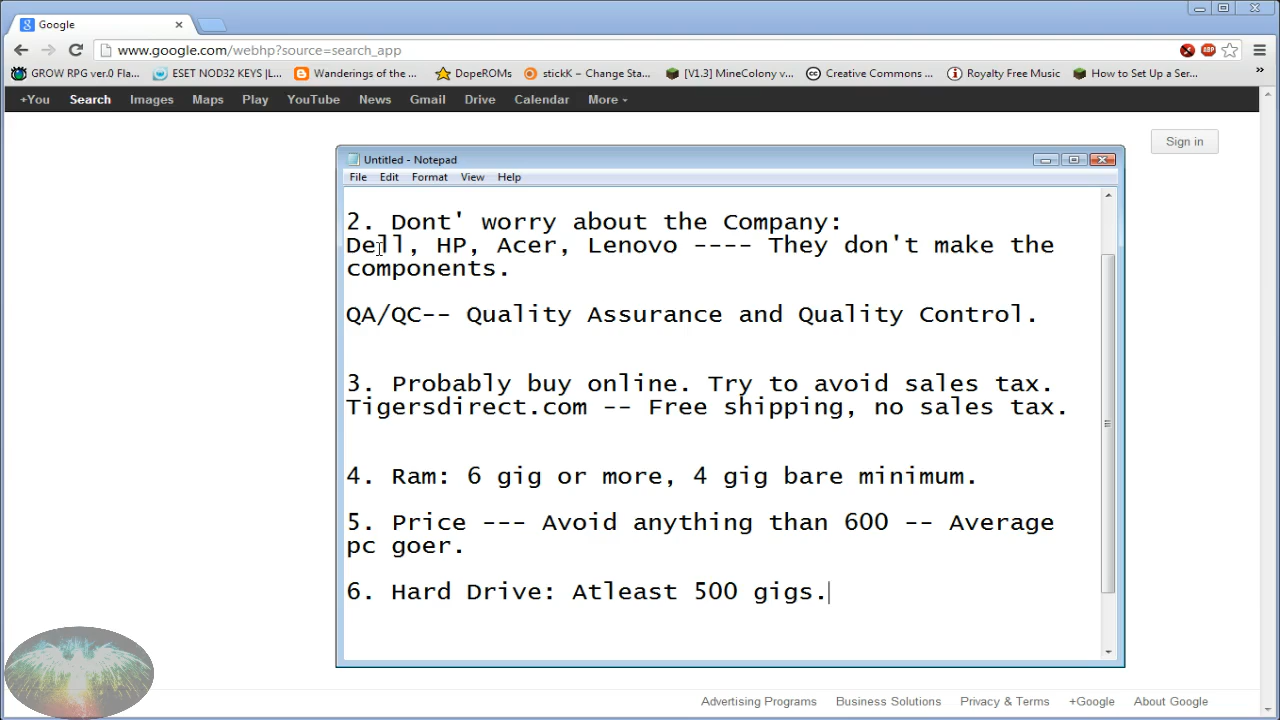 Google
www.google.com/webhp?source=search_app
GROW RPG ver.0 Fla... ESET NOD32 KEYS |L... Wanderings of the ... DopeROMs stickK – Change Sta... [V1.3] MineColony v... Creative Commons ... Royalty Free Music How to Set Up a Ser... »
+You Search Images Maps Play YouTube News Gmail Drive Calendar More
Sign in
Untitled - Notepad
File Edit Format View Help
2. Dont' worry about the Company:
Dell, HP, Acer, Lenovo ---- They don't make the
components.
QA/QC-- Quality Assurance and Quality Control.
3. Probably buy online. Try to avoid sales tax.
Tigersdirect.com -- Free shipping, no sales tax.
4. Ram: 6 gig or more, 4 gig bare minimum.
5. Price --- Avoid anything than 600 -- Average
pc goer.
6. Hard Drive: Atleast 500 gigs.
Advertising Programs Business Solutions Privacy & Terms +Google About Google